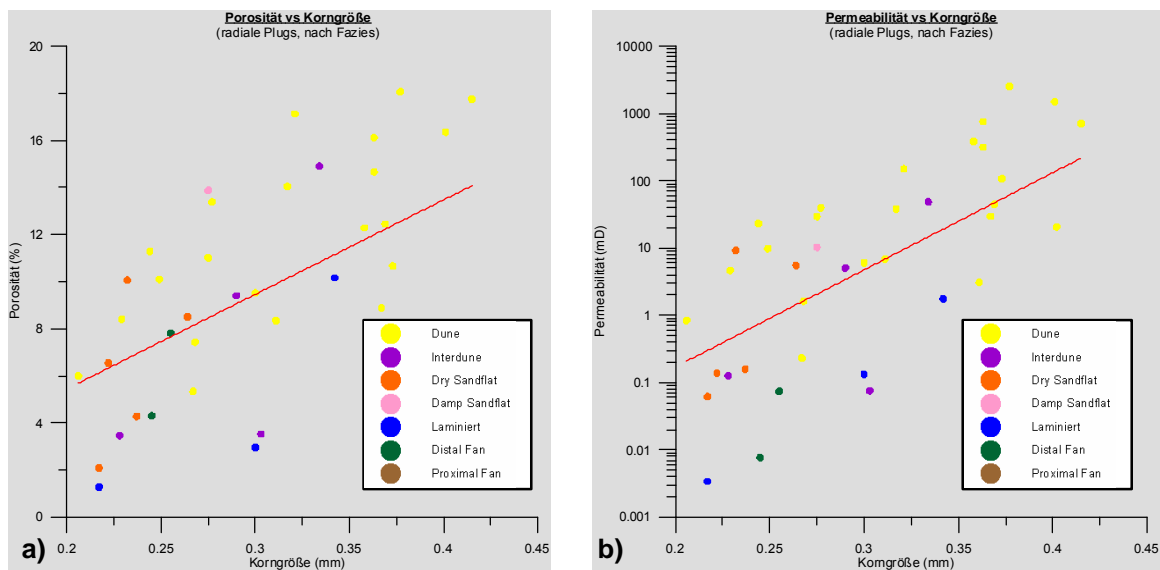 Porosität vs Korngröße
(radiale Plugs, nach Fazies)
20
16
12
8
4
0
Porosität (%)
0.2
0.25
0.3
0.35
0.4
0.45
Korngröße (mm)
Dune
Interdune
Dry Sandflat
Damp Sandflat
Laminiert
Distal Fan
Proximal Fan
a)
Permeabilität vs Korngröße
(radiale Plugs, nach Fazies)
10000
1000
100
10
1
0.1
0.01
0.001
Permeabilität (mD)
0.2
0.25
0.3
0.35
0.4
0.45
Korngröße (mm)
Dune
Interdune
Dry Sandflat
Damp Sandflat
Laminiert
Distal Fan
Proximal Fan
b)